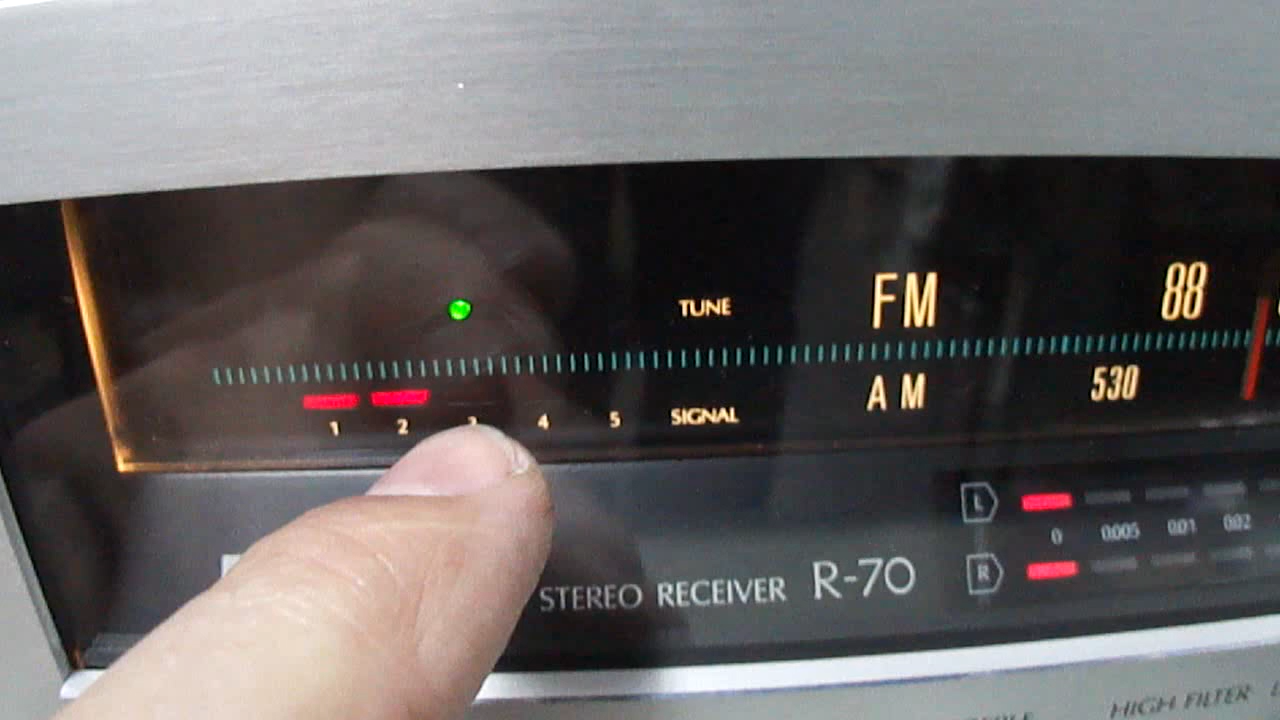 TUNE FM 88
AM 530
1 2 3 4 5 SIGNAL
L
0 0.005 0.01 0.02
STEREO RECEIVER R-70 R
HIGH FILTER